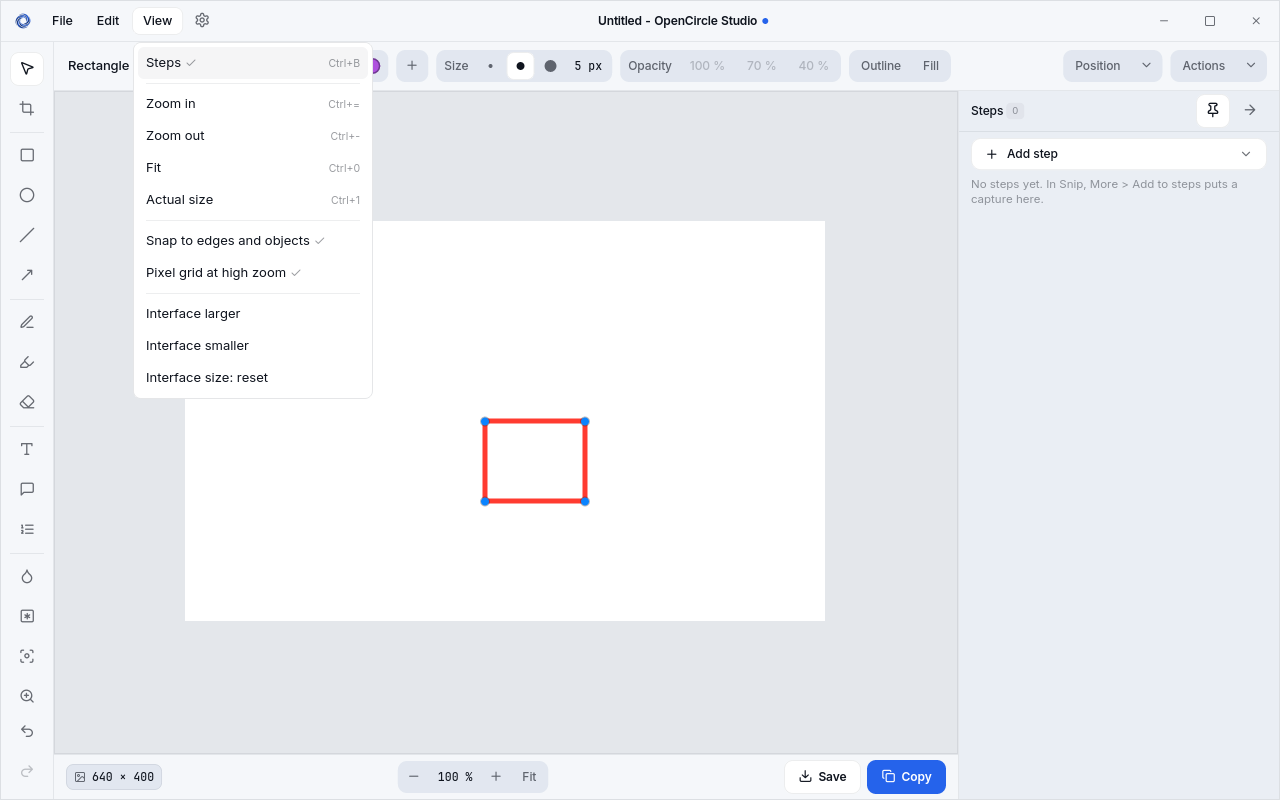 File Edit View Untitled - OpenCircle Studio
Rectangle Size 5 px Opacity 100 % 70 % 40 % Outline Fill Position Actions
Steps Ctrl+B
Zoom in Ctrl+=
Zoom out Ctrl+-
Fit Ctrl+0
Actual size Ctrl+1
Snap to edges and objects
Pixel grid at high zoom
Interface larger
Interface smaller
Interface size: reset
Steps 0
Add step
No steps yet. In Snip, More > Add to steps puts a
capture here.
640 × 400 100 % Fit Save Copy